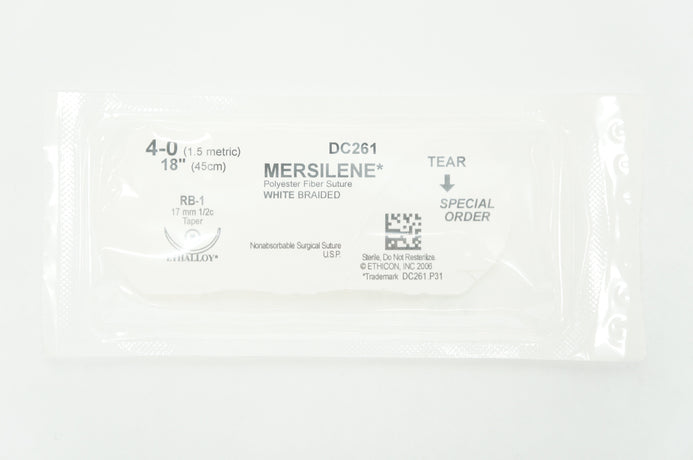 4-0 (1.5 metric)
18" (45cm)
RB-1
17 mm 1/2c
Taper
ETHALLOY*
DC261
MERSILENE*
Polyester Fiber Suture
WHITE BRAIDED
Nonabsorbable Surgical Suture
U.S.P.
TEAR
SPECIAL
ORDER
Sterile, Do Not Resterilize.
© ETHICON, INC 2006
*Trademark DC261.P31